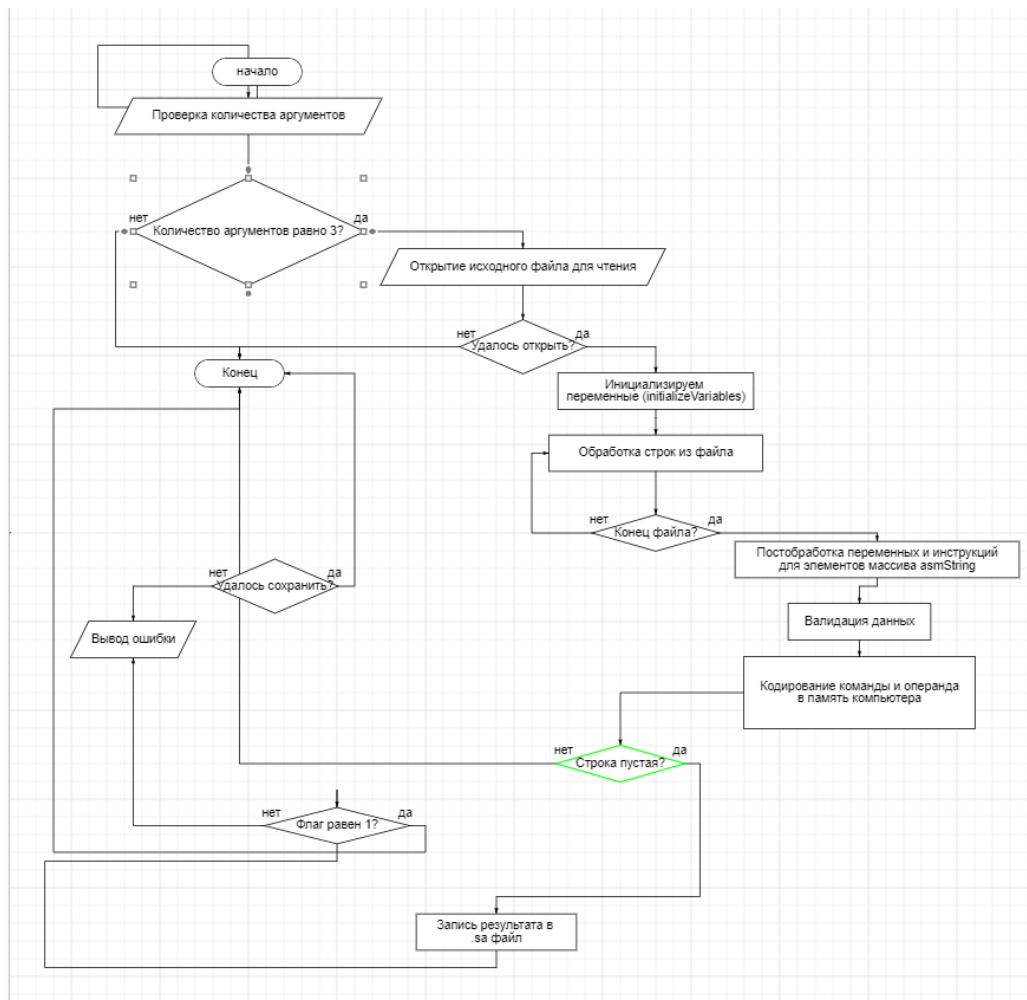 начало
Проверка количества аргументов
нет
да
Количество аргументов равно 3?
Открытие исходного файла для чтения
нет
да
Удалось открыть?
Конец
Инициализируем
переменные (initializeVariables)
Обработка строк из файла
нет
да
Конец файла?
Постобработка переменных и инструкций
для элементов массива asmString
нет
да
Удалось сохранить?
Валидация данных
Вывод ошибки
Кодирование команды и операнда
в память компьютера
нет
да
Строка пустая?
нет
да
Флаг равен 1?
Запись результата в
.sa файл